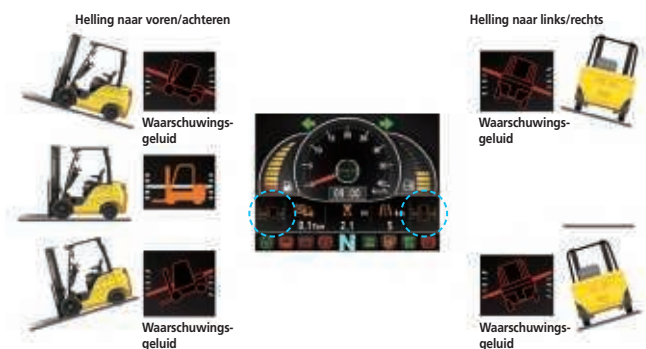 Helling naar voren/achteren
Helling naar links/rechts
Waarschuwings-
geluid
Waarschuwings-
geluid
N
Waarschuwings-
geluid
Waarschuwings-
geluid